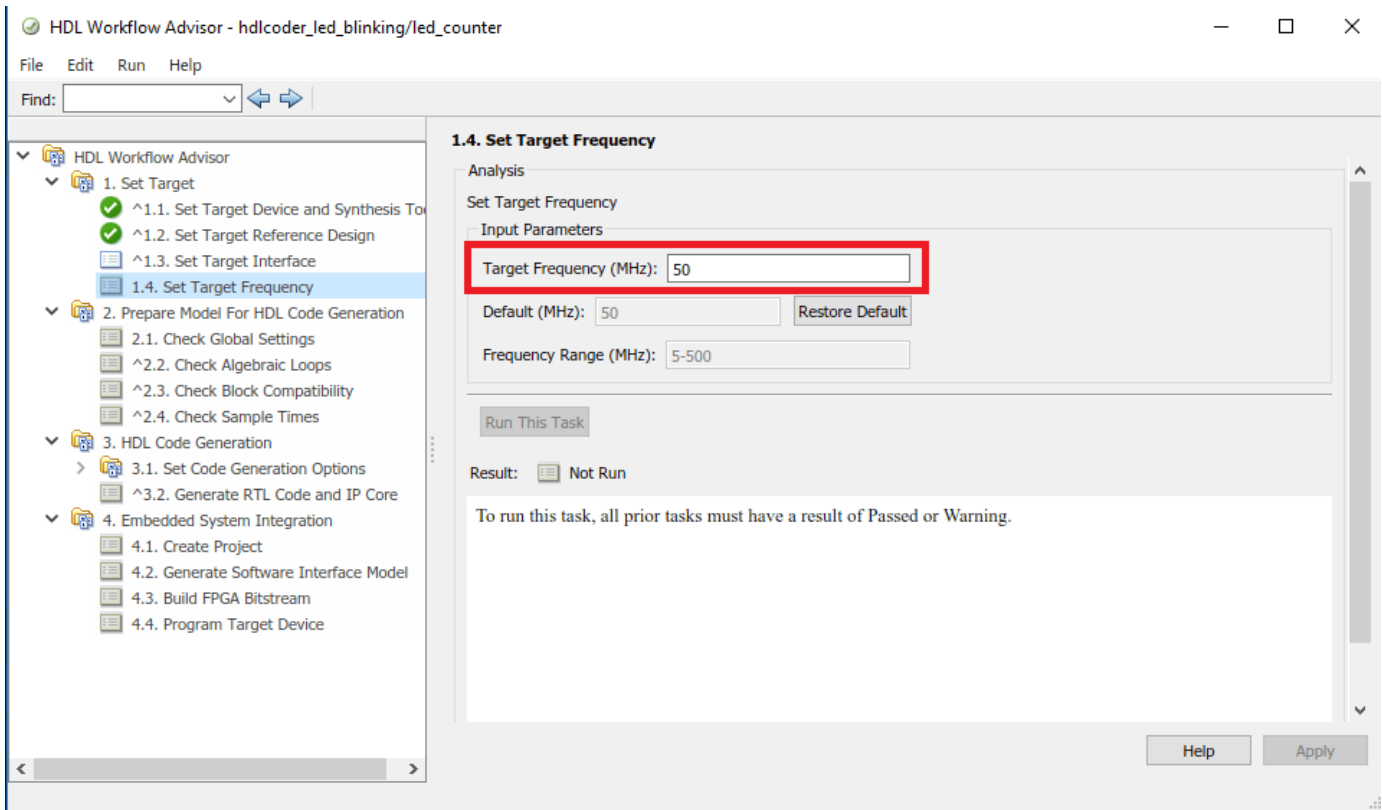 HDL Workflow Advisor - hdlcoder_led_blinking/led_counter
File Edit Run Help
Find:
HDL Workflow Advisor
1. Set Target
^1.1. Set Target Device and Synthesis To
^1.2. Set Target Reference Design
^1.3. Set Target Interface
1.4. Set Target Frequency
2. Prepare Model For HDL Code Generation
2.1. Check Global Settings
^2.2. Check Algebraic Loops
^2.3. Check Block Compatibility
^2.4. Check Sample Times
3. HDL Code Generation
3.1. Set Code Generation Options
^3.2. Generate RTL Code and IP Core
4. Embedded System Integration
4.1. Create Project
4.2. Generate Software Interface Model
4.3. Build FPGA Bitstream
4.4. Program Target Device
1.4. Set Target Frequency
Analysis
Set Target Frequency
Input Parameters
Target Frequency (MHz): 50
Default (MHz): 50 Restore Default
Frequency Range (MHz): 5-500
Run This Task
Result: Not Run
To run this task, all prior tasks must have a result of Passed or Warning.
Help Apply